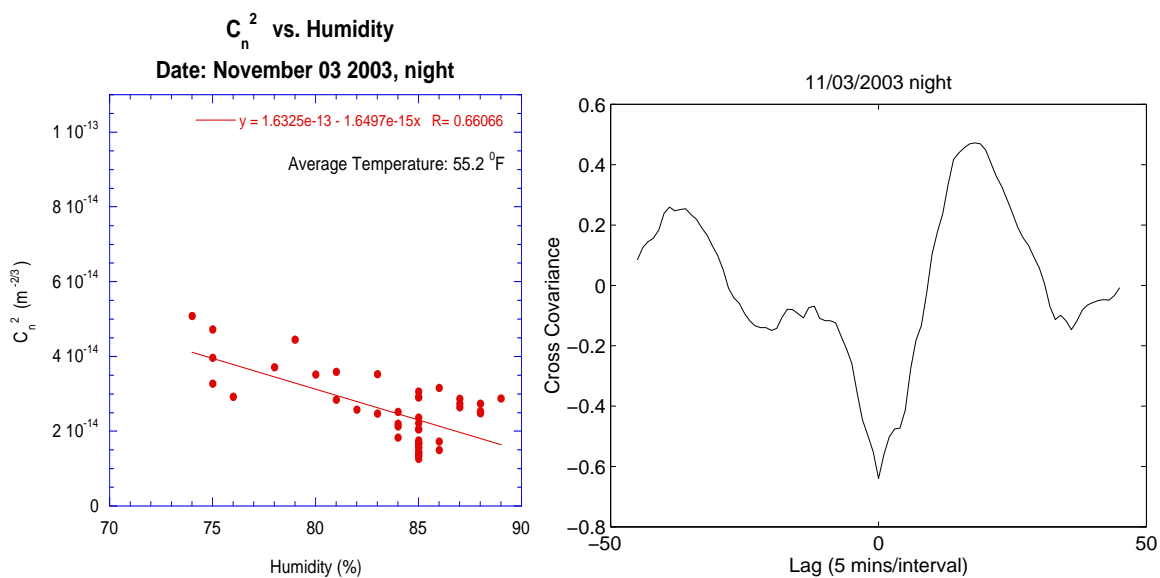 C_n^2 vs. Humidity
Date: November 03 2003, night
y = 1.6325e-13 - 1.6497e-15x R= 0.66066
Average Temperature: 55.2 ⁰F
C_n^2 (m^-2/3)
1 10^-13
8 10^-14
6 10^-14
4 10^-14
2 10^-14
0
70 75 80 85 90
Humidity (%)
11/03/2003 night
Cross Covariance
0.6
0.4
0.2
0
−0.2
−0.4
−0.6
−0.8
−50 0 50
Lag (5 mins/interval)